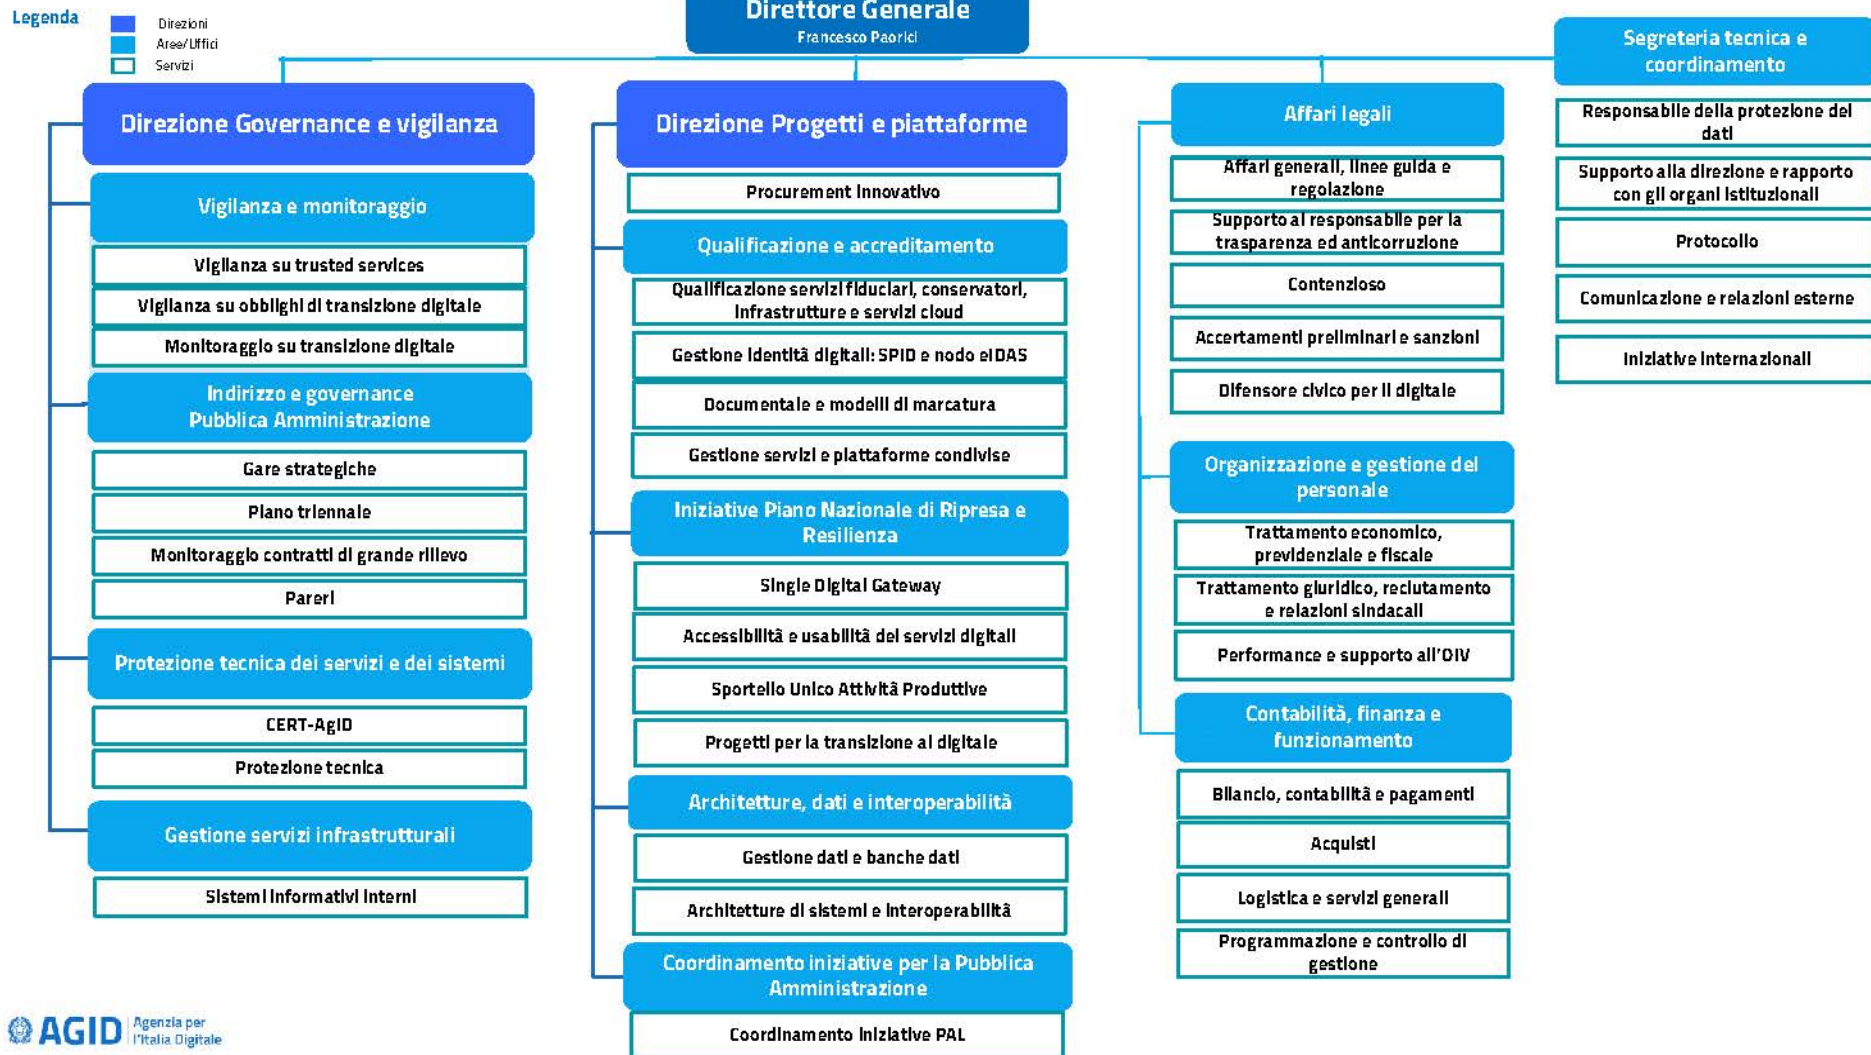 Legenda
Direzioni
Aree/Uffici
Servizi
Direttore Generale
Francesco Paorici
Direzione Governance e vigilanza
Vigilanza e monitoraggio
Vigilanza su trusted services
Vigilanza su obblighi di transizione digitale
Monitoraggio su transizione digitale
Indirizzo e governance
Pubblica Amministrazione
Gare strategiche
Piano triennale
Monitoraggio contratti di grande rilievo
Pareri
Protezione tecnica dei servizi e dei sistemi
CERT-AgID
Protezione tecnica
Gestione servizi infrastrutturali
Sistemi informativi interni
Direzione Progetti e piattaforme
Procurement innovativo
Qualificazione e accreditamento
Qualificazione servizi fiduciari, conservatori,
infrastrutture e servizi cloud
Gestione identità digitali: SPID e nodo eIDAS
Documentale e modelli di marcatura
Gestione servizi e piattaforme condivise
Iniziative Piano Nazionale di Ripresa e
Resilienza
Single Digital Gateway
Accessibilità e usabilità dei servizi digitali
Sportello Unico Attività Produttive
Progetti per la transizione al digitale
Architetture, dati e interoperabilità
Gestione dati e banche dati
Architetture di sistemi e interoperabilità
Coordinamento iniziative per la Pubblica
Amministrazione
Coordinamento iniziative PAL
Affari legali
Affari generali, linee guida e
regolazione
Supporto al responsabile per la
trasparenza ed anticorruzione
Contenzioso
Accertamenti preliminari e sanzioni
Difensore civico per il digitale
Organizzazione e gestione del
personale
Trattamento economico,
previdenziale e fiscale
Trattamento giuridico, reclutamento
e relazioni sindacali
Performance e supporto all'OIV
Contabilità, finanza e
funzionamento
Bilancio, contabilità e pagamenti
Acquisti
Logistica e servizi generali
Programmazione e controllo di
gestione
Segreteria tecnica e
coordinamento
Responsabile della protezione dei
dati
Supporto alla direzione e rapporto
con gli organi istituzionali
Protocollo
Comunicazione e relazioni esterne
Iniziative internazionali
AGID
Agenzia per
l'Italia Digitale